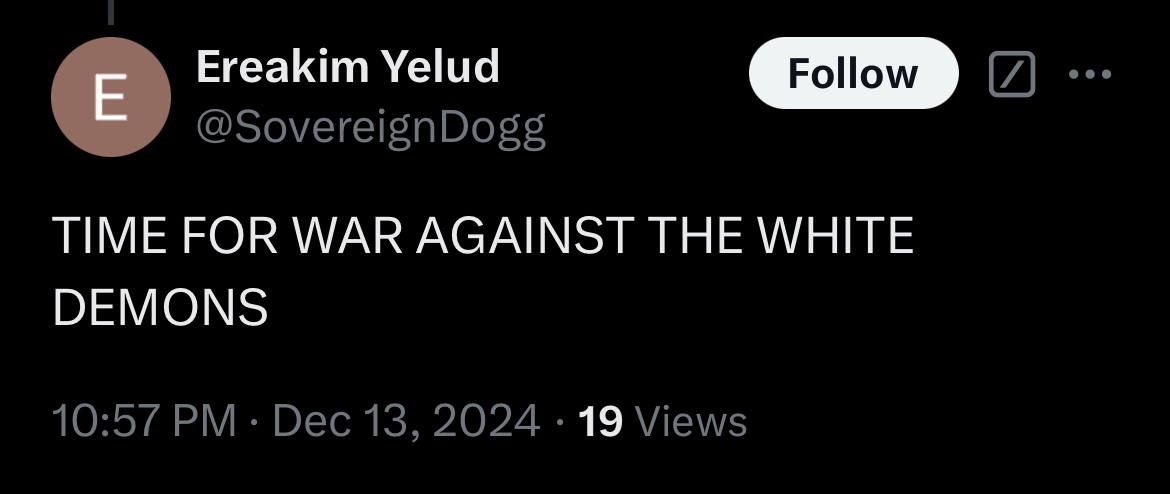 E
Ereakim Yelud
Follow
@SovereignDogg
TIME FOR WAR AGAINST THE WHITE
DEMONS
10:57 PM · Dec 13, 2024 · 19 Views